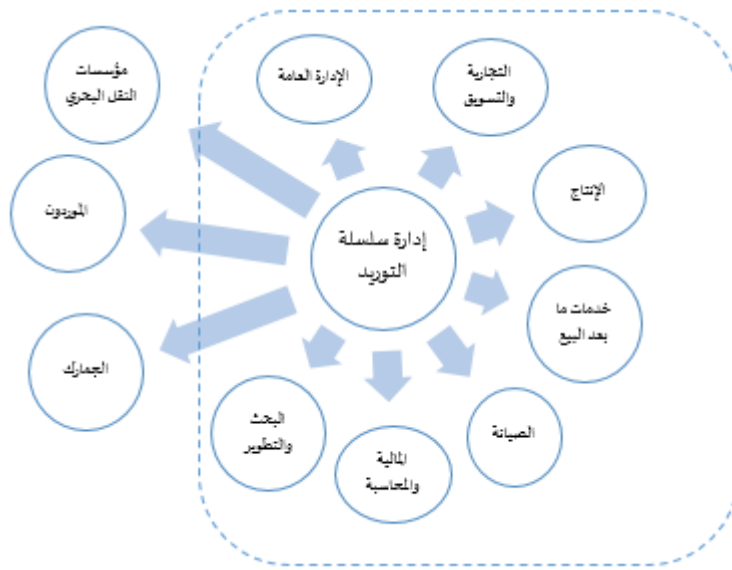 التجارية
والتسويق
الإدارة العامة
مؤسسات
النقل البحري
الإنتاج
الموردون
إدارة سلسلة
التوريد
خدمات ما
بعد البيع
الجمارك
الصيانة
البحث
والتطوير
المالية
والمحاسبة